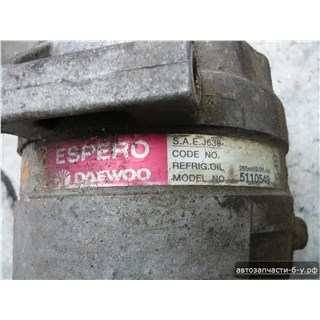 ESPERO
DAEWOO
S.A.E. J639
CODE NO.
REFRIG.OIL
MODEL NO. 5110549
автозапчасти-б-у.рф